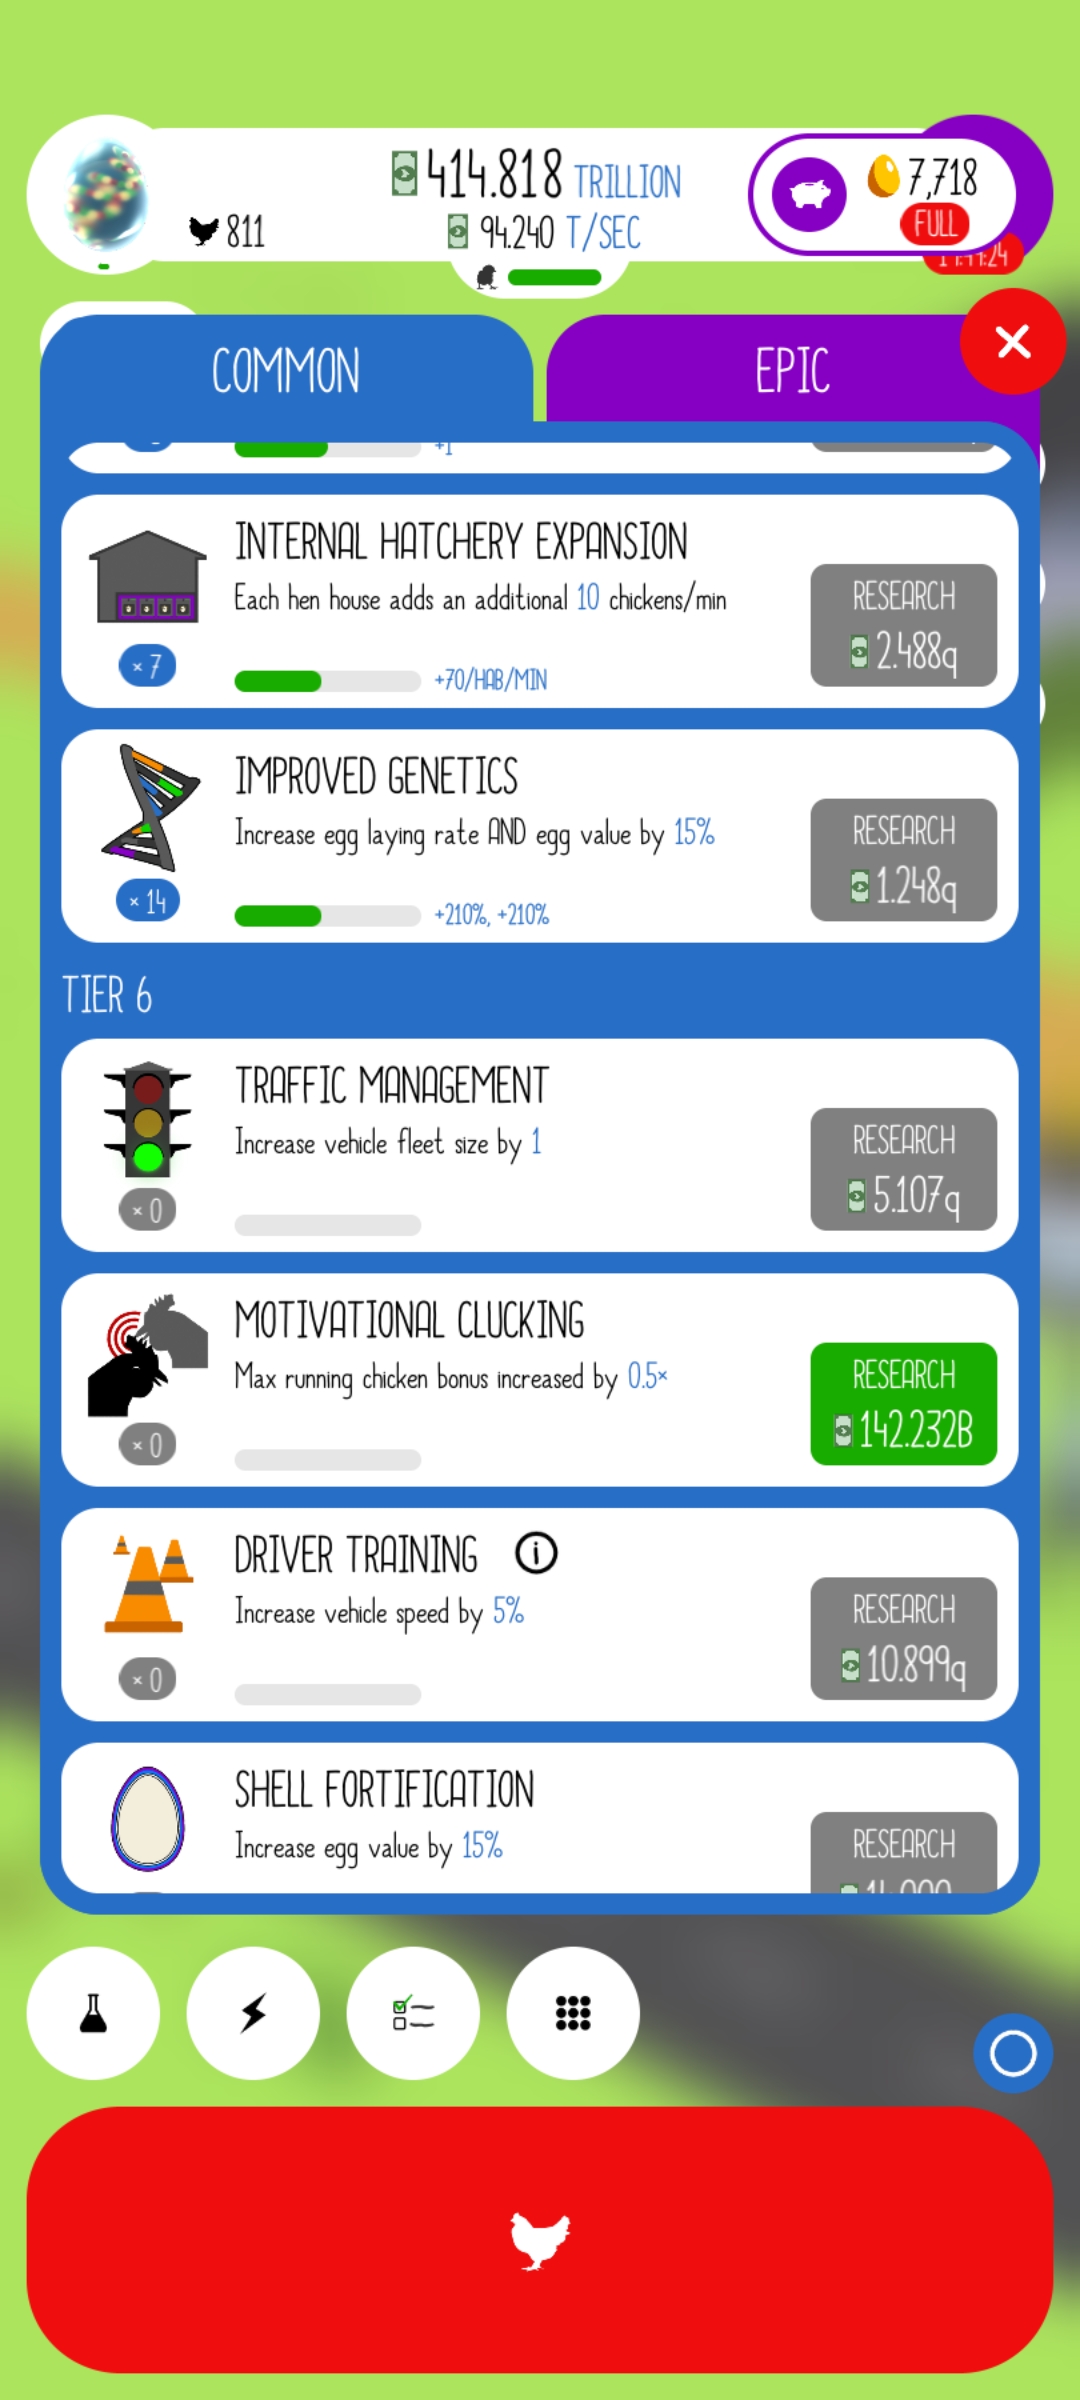 414.818 TRILLION
811
94.240 T/SEC
7,718
FULL
COMMON
EPIC
+1
INTERNAL HATCHERY EXPANSION
Each hen house adds an additional 10 chickens/min
RESEARCH
2.488q
× 7
+70/HAB/MIN
IMPROVED GENETICS
Increase egg laying rate AND egg value by 15%
RESEARCH
1.248q
× 14
+210%, +210%
TIER 6
TRAFFIC MANAGEMENT
Increase vehicle fleet size by 1
RESEARCH
5.107q
× 0
MOTIVATIONAL CLUCKING
Max running chicken bonus increased by 0.5×
RESEARCH
142.232B
× 0
DRIVER TRAINING
Increase vehicle speed by 5%
RESEARCH
10.899q
× 0
SHELL FORTIFICATION
Increase egg value by 15%
RESEARCH